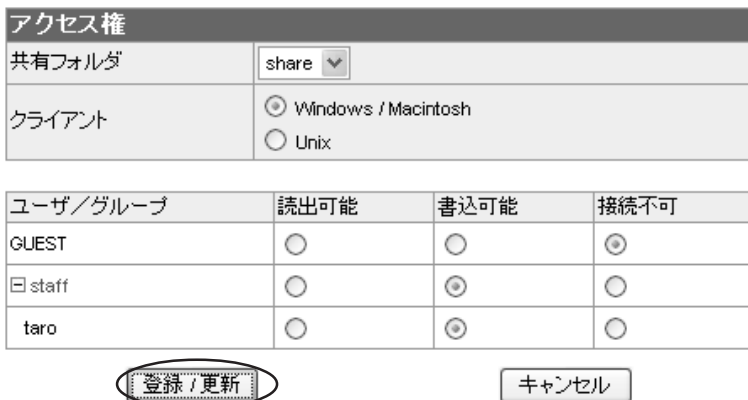 アクセス権
共有フォルダ share
クライアント
Windows / Macintosh
Unix
ユーザ／グループ 読出可能 書込可能 接続不可
GUEST
staff
taro
登録 / 更新 キャンセル